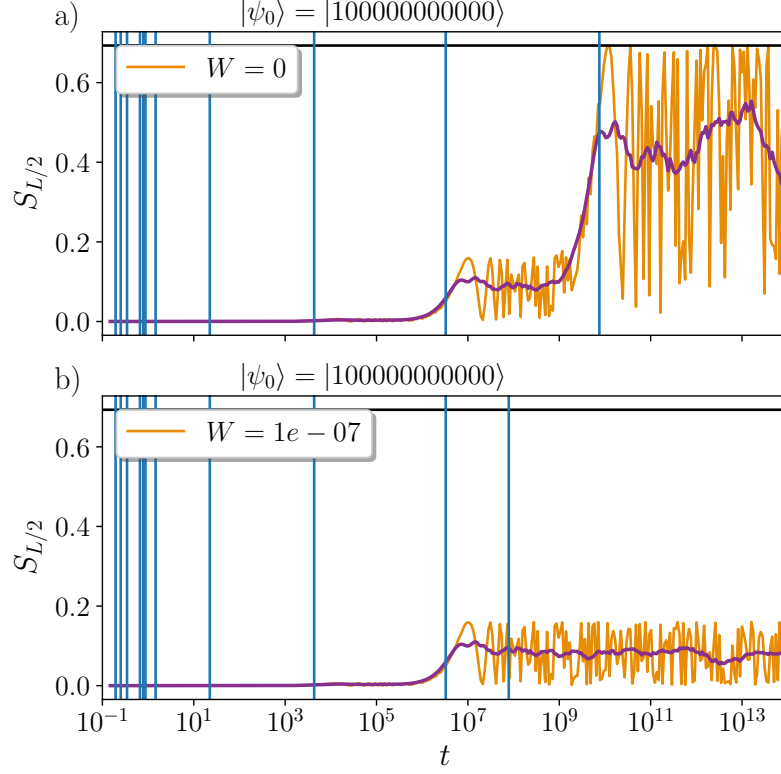 a)
|ψ₀⟩ = |100000000000⟩
W = 0
S_{L/2}
0.6
0.4
0.2
0.0
b)
|ψ₀⟩ = |100000000000⟩
W = 1e − 07
S_{L/2}
0.6
0.4
0.2
0.0
10⁻¹ 10¹ 10³ 10⁵ 10⁷ 10⁹ 10¹¹ 10¹³
t